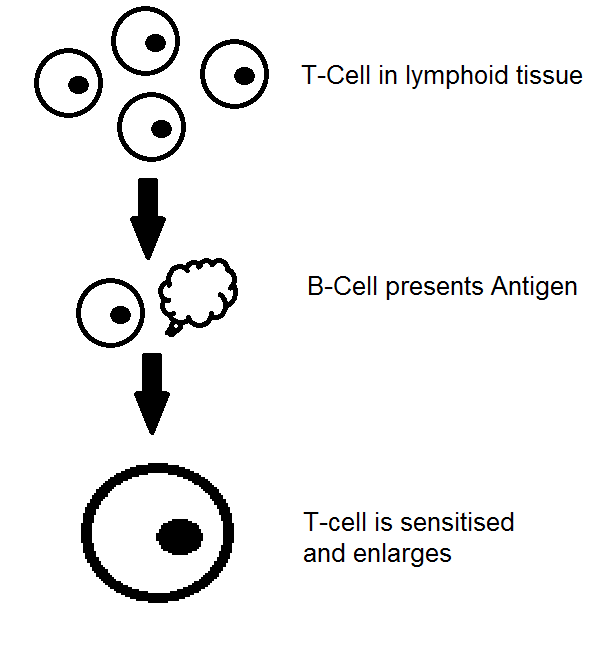 T-Cell in lymphoid tissue
B-Cell presents Antigen
T-cell is sensitised
and enlarges